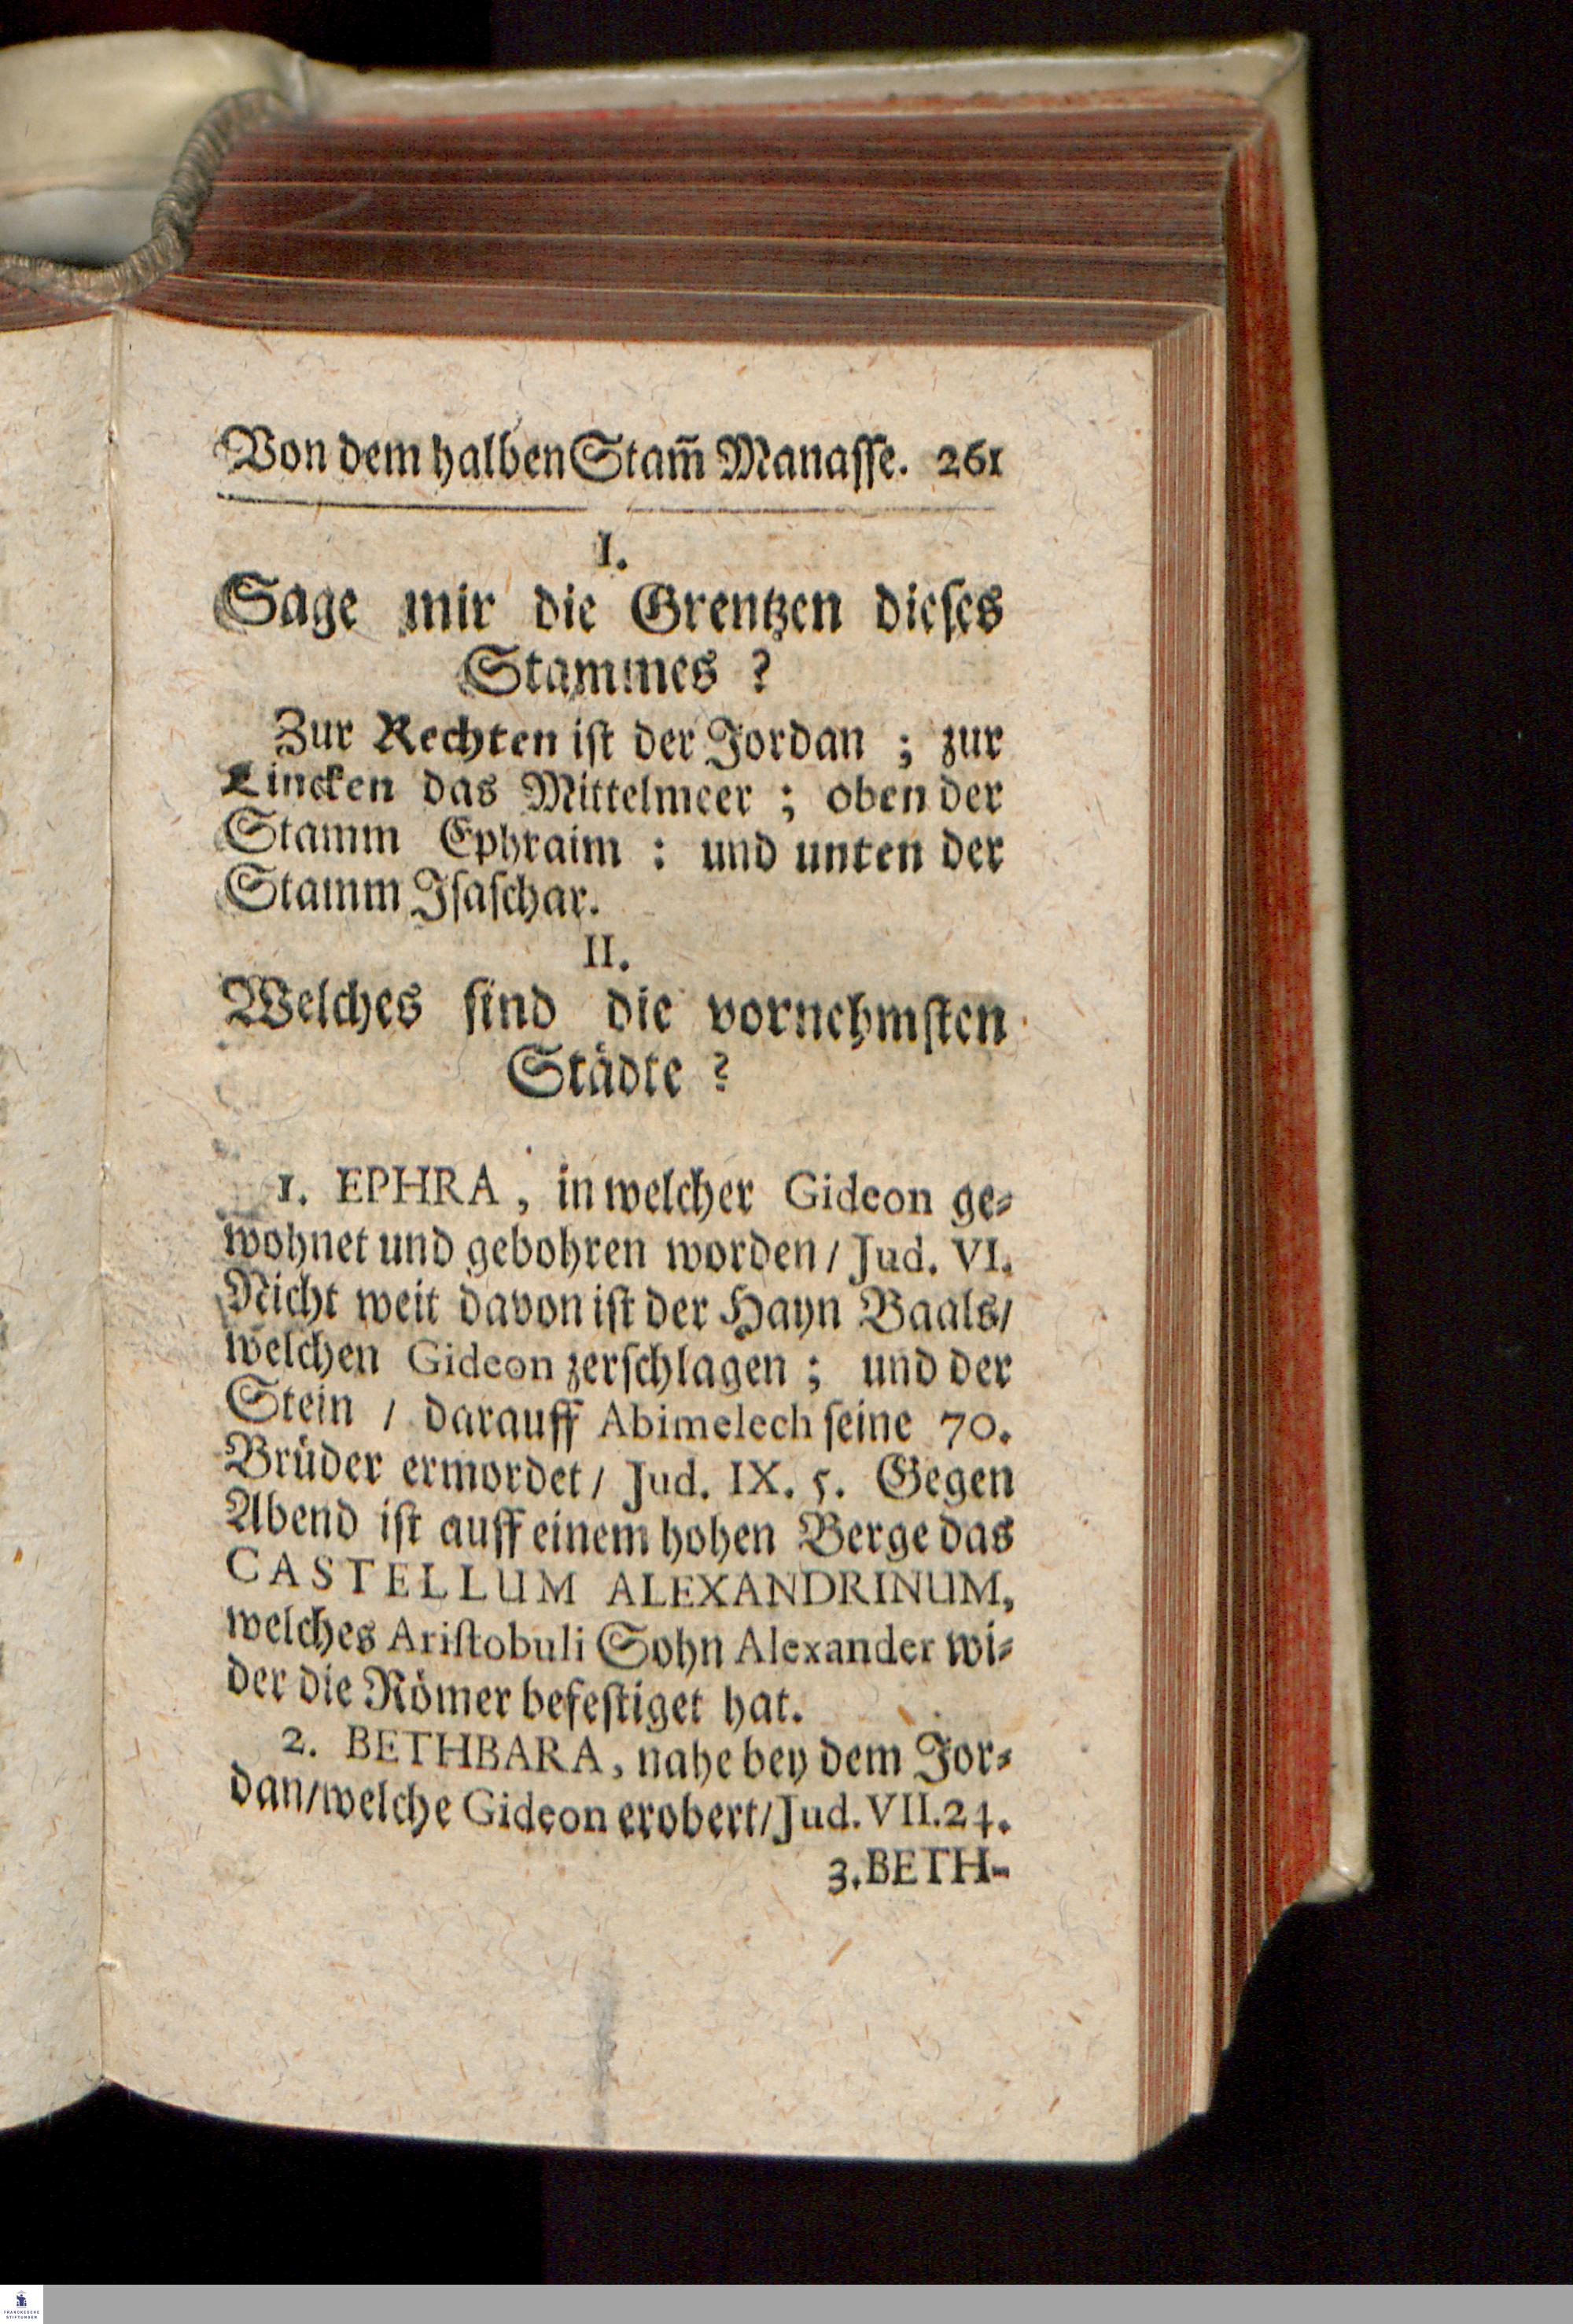 Von dem halben Stam̃ Manasse. 261
I.
Sage mir die Grentzen dieses
Stammes ?
Zur Rechten ist der Jordan ; zur
Lincken das Mittelmeer ; oben der
Stamm Ephraim : und unten der
Stamm Isaschar.
II.
Welches sind die vornehmsten
Städte ?
1. EPHRA , in welcher Gideon ge-
wohnet und gebohren worden / Jud. VI.
Nicht weit davon ist der Hayn Baals/
welchen Gideon zerschlagen ; und der
Stein / darauff Abimelech seine 70.
Brüder ermordet / Jud. IX. 5. Gegen
Abend ist auff einem hohen Berge das
CASTELLUM ALEXANDRINUM,
welches Aristobuli Sohn Alexander wi-
der die Römer befestiget hat.
2. BETHBARA, nahe bey dem Jor-
dan/welche Gideon erobert/Jud. VII. 24.
3. BETH-
FRANCKESCHE
STIFTUNGEN